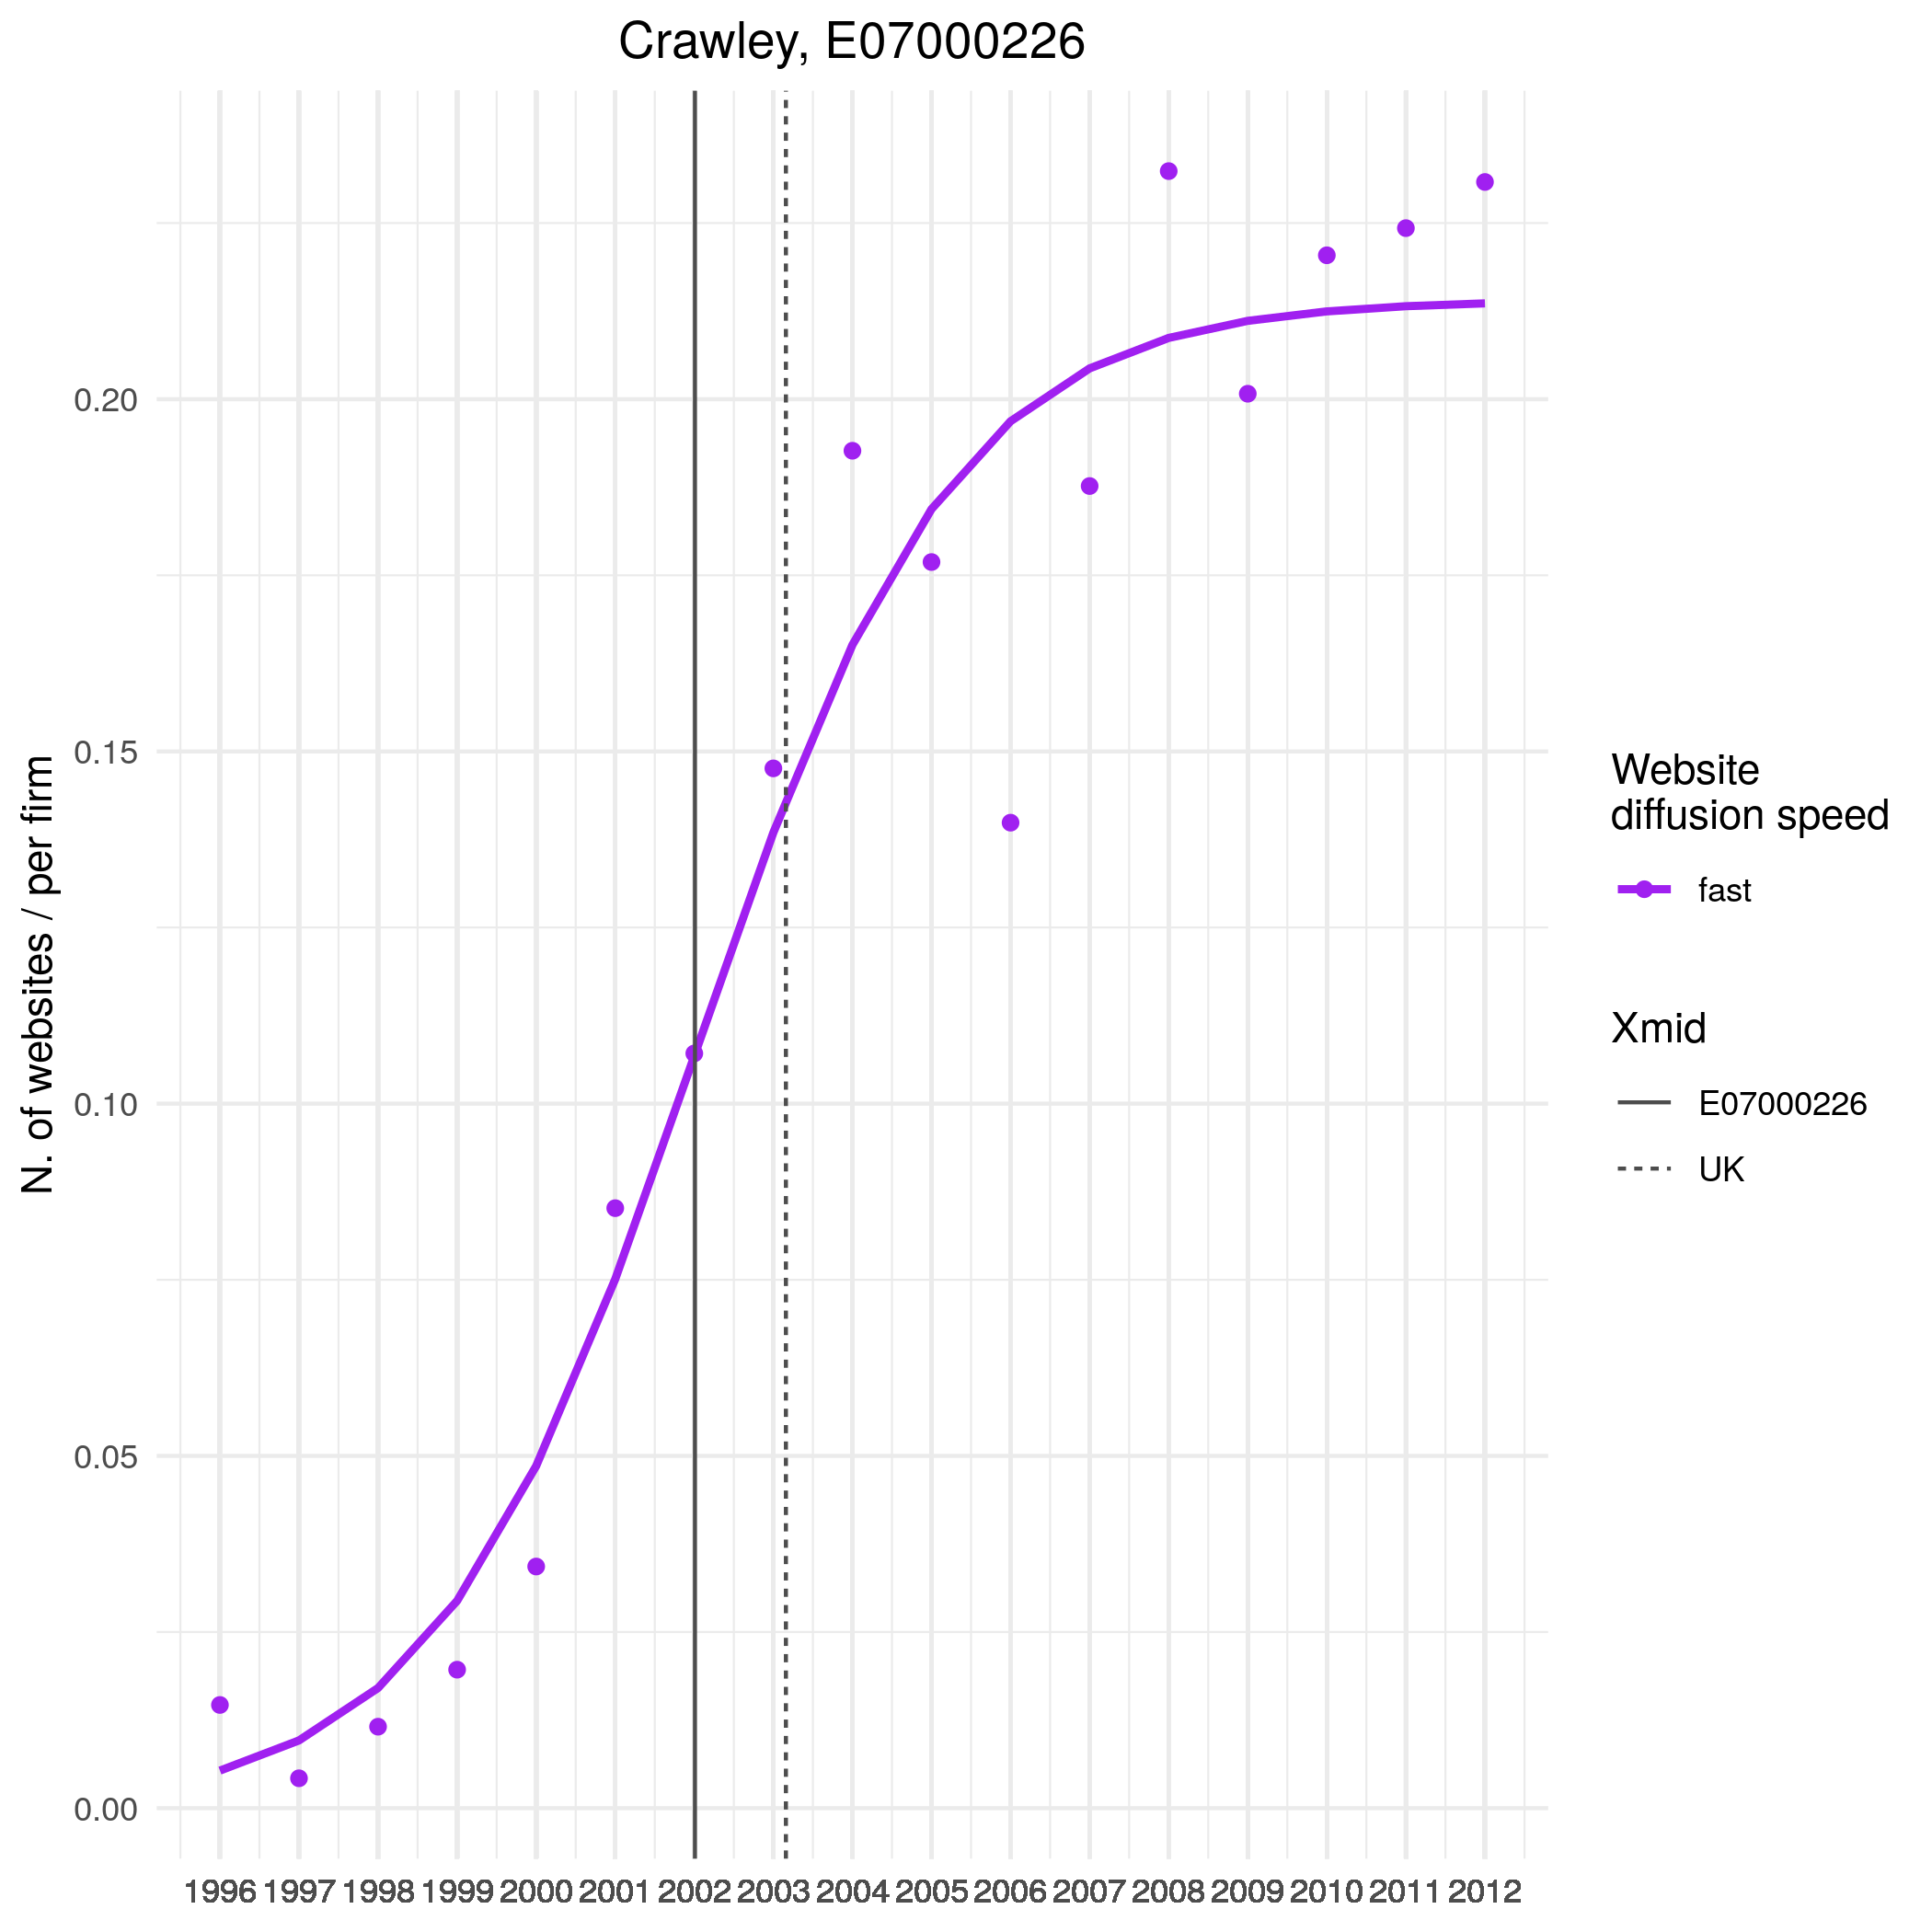 Crawley, E07000226
N. of websites / per firm
0.20
0.15
0.10
0.05
0.00
1996 1997 1998 1999 2000 2001 2002 2003 2004 2005 2006 2007 2008 2009 2010 2011 2012
Website
diffusion speed
fast
Xmid
E07000226
UK